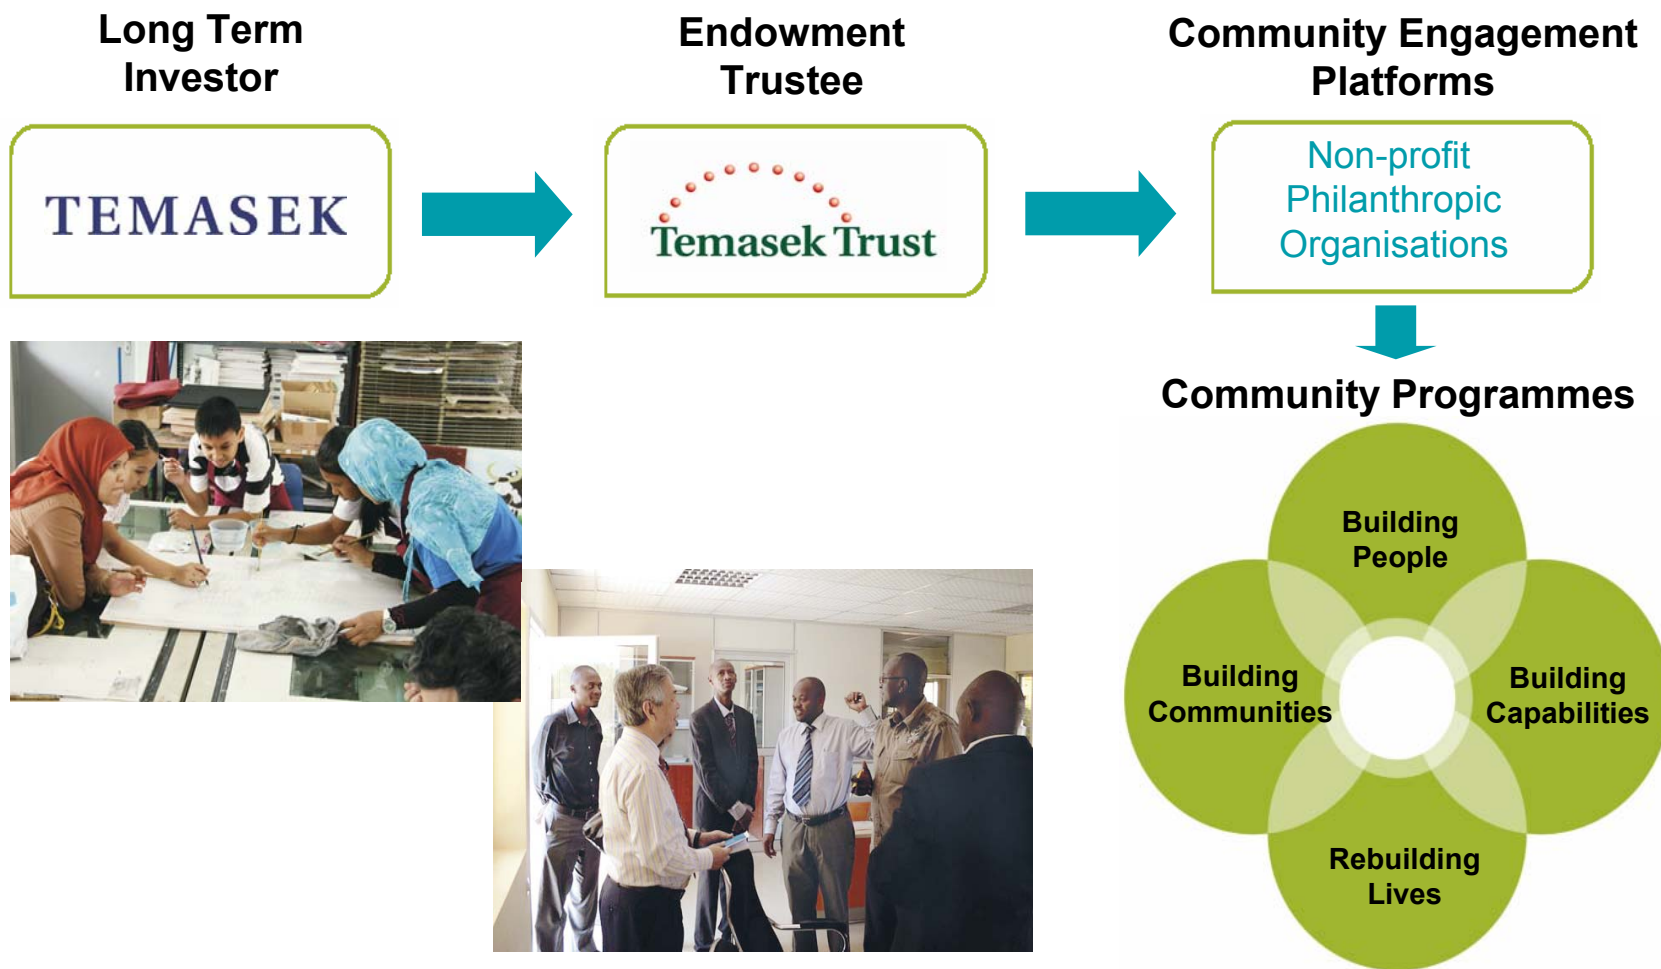 Long Term
Investor
Endowment
Trustee
Community Engagement
Platforms
TEMASEK
Temasek Trust
Non-profit
Philanthropic
Organisations
Community Programmes
Building
People
Building
Communities
Building
Capabilities
Rebuilding
Lives